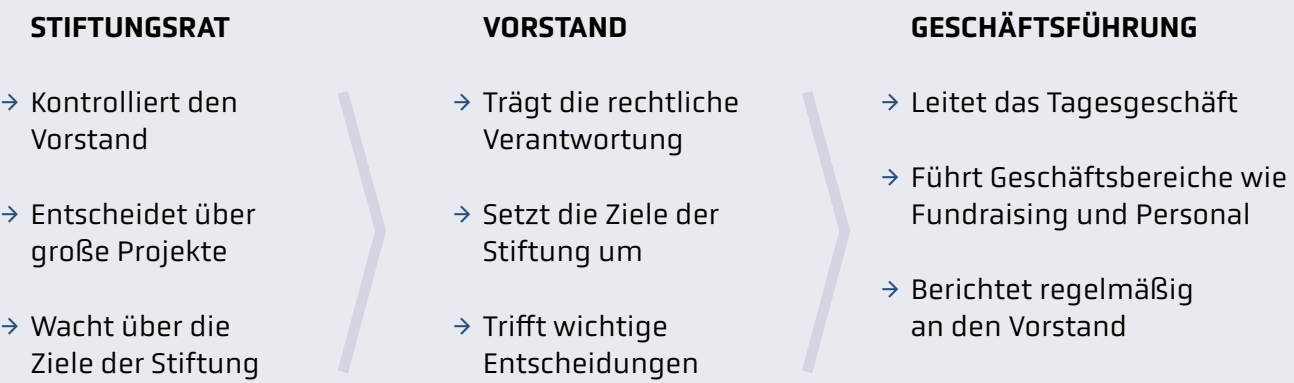 STIFTUNGSRAT
→ Kontrolliert den
Vorstand
→ Entscheidet über
große Projekte
→ Wacht über die
Ziele der Stiftung
VORSTAND
→ Trägt die rechtliche
Verantwortung
→ Setzt die Ziele der
Stiftung um
→ Trifft wichtige
Entscheidungen
GESCHÄFTSFÜHRUNG
→ Leitet das Tagesgeschäft
→ Führt Geschäftsbereiche wie
Fundraising und Personal
→ Berichtet regelmäßig
an den Vorstand